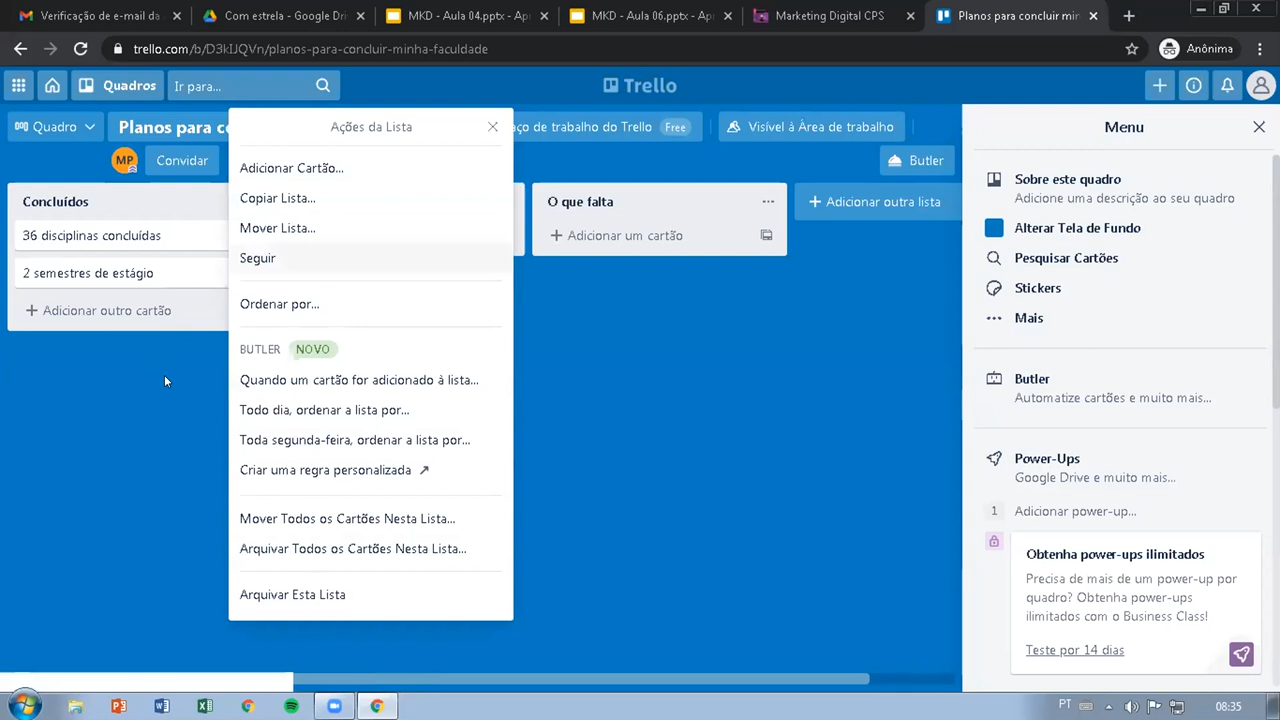 Verificação de e-mail da
Com estrela - Google Dri
MKD - Aula 04.pptx - Ap
MKD - Aula 06.pptx - Ap
Marketing Digital CPS
Planos para concluir min
trello.com/b/D3kIJQVn/planos-para-concluir-minha-faculdade
Anônima
Quadros
Ir para...
Trello
Quadro
Planos para co
aço de trabalho do Trello
Free
Visível à Área de trabalho
MP
Convidar
Butler
Concluídos
36 disciplinas concluídas
2 semestres de estágio
+ Adicionar outro cartão
Ações da Lista
Adicionar Cartão...
Copiar Lista...
Mover Lista...
Seguir
Ordenar por...
BUTLER NOVO
Quando um cartão for adicionado à lista...
Todo dia, ordenar a lista por...
Toda segunda-feira, ordenar a lista por...
Criar uma regra personalizada ↗
Mover Todos os Cartões Nesta Lista...
Arquivar Todos os Cartões Nesta Lista...
Arquivar Esta Lista
O que falta
+ Adicionar um cartão
+ Adicionar outra lista
Menu
Sobre este quadro
Adicione uma descrição ao seu quadro
Alterar Tela de Fundo
Pesquisar Cartões
Stickers
Mais
Butler
Automatize cartões e muito mais...
Power-Ups
Google Drive e muito mais...
1 Adicionar power-up...
Obtenha power-ups ilimitados
Precisa de mais de um power-up por
quadro? Obtenha power-ups
ilimitados com o Business Class!
Teste por 14 dias
PT
08:35